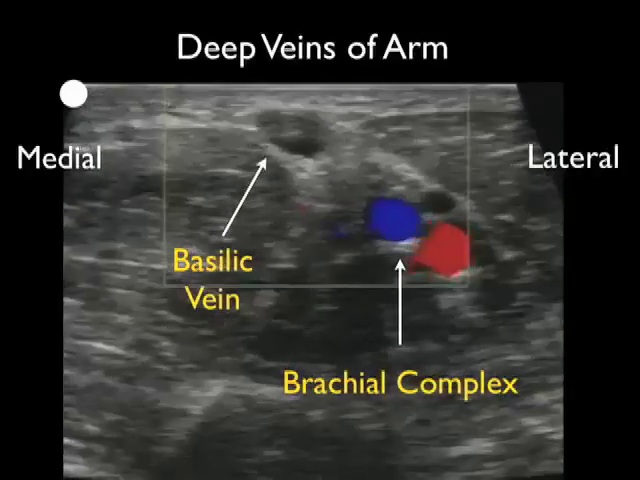 Deep Veins of Arm
Medial
Lateral
Basilic
Vein
Brachial Complex